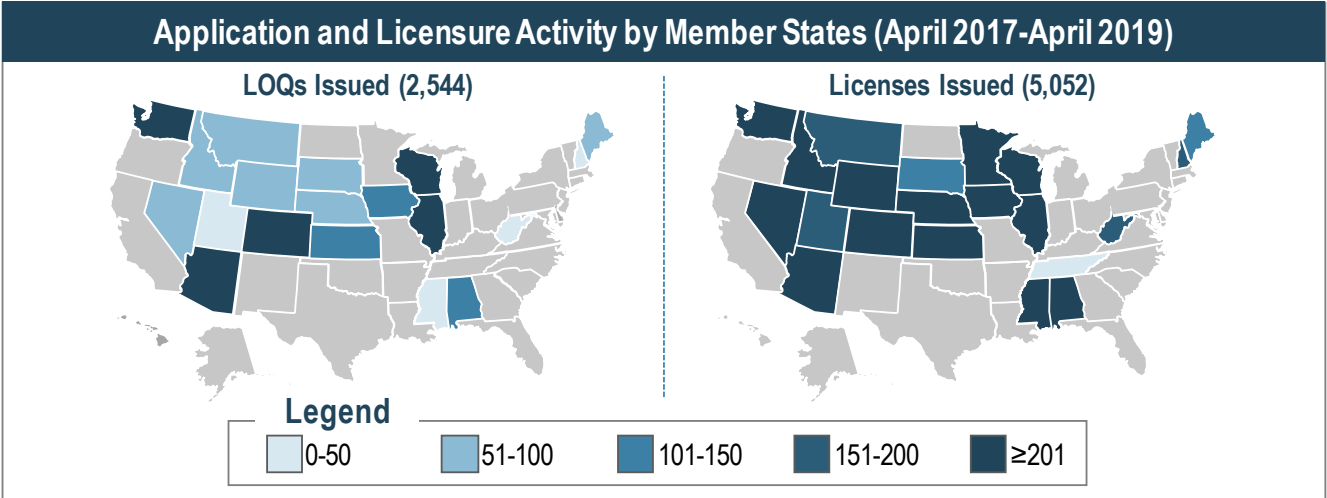 Application and Licensure Activity by Member States (April 2017-April 2019)
LOQs Issued (2,544)
Licenses Issued (5,052)
Legend
0-50
51-100
101-150
151-200
≥201